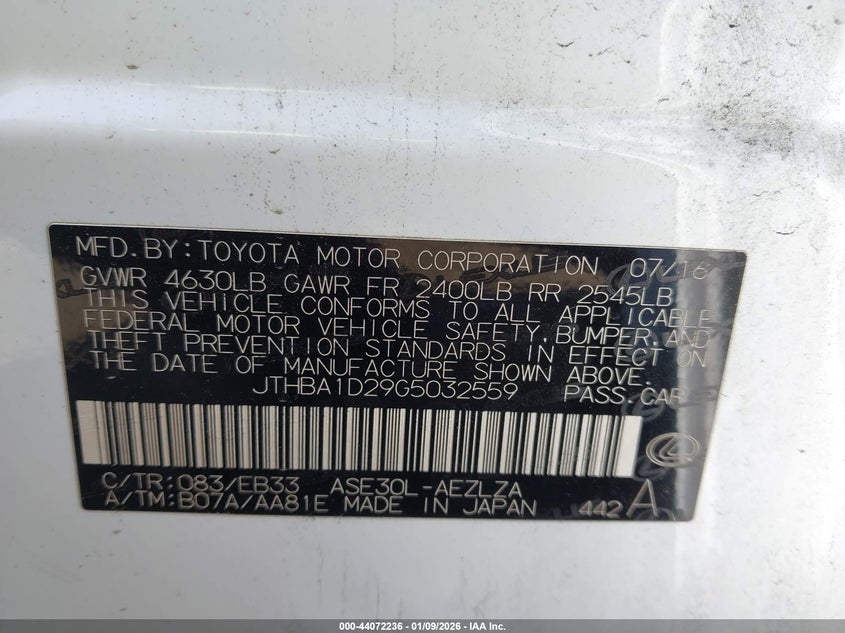 MFD.BY:TOYOTA MOTOR CORPORATION 07/16
GVWR 4630LB GAWR FR 2400LB RR 2545LB
THIS VEHICLE CONFORMS TO ALL APPLICABLE
FEDERAL MOTOR VEHICLE SAFETY,BUMPER,AND
THEFT PREVENTION STANDARDS IN EFFECT ON
THE DATE OF MANUFACTURE SHOWN ABOVE.
JTHBA1D29G5032559 PASS.CAR
C/TR:083/EB33 ASE30L-AEZLZA
A/TM:B07A/AA81E MADE IN JAPAN 442 A
000-44072236 - 01/09/2026 - IAA Inc.